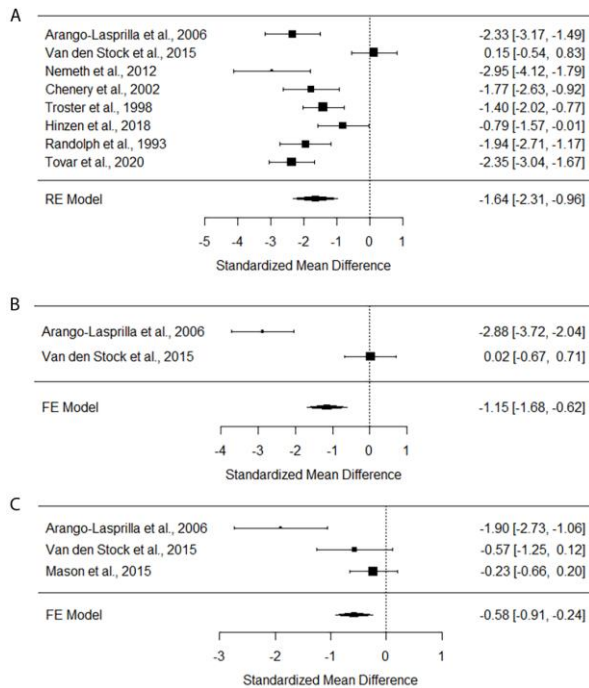 A
Arango-Lasprilla et al., 2006 -2.33 [-3.17, -1.49]
Van den Stock et al., 2015 0.15 [-0.54, 0.83]
Nemeth et al., 2012 -2.95 [-4.12, -1.79]
Chenery et al., 2002 -1.77 [-2.63, -0.92]
Troster et al., 1998 -1.40 [-2.02, -0.77]
Hinzen et al., 2018 -0.79 [-1.57, -0.01]
Randolph et al., 1993 -1.94 [-2.71, -1.17]
Tovar et al., 2020 -2.35 [-3.04, -1.67]
RE Model -1.64 [-2.31, -0.96]
-5 -4 -3 -2 -1 0 1
Standardized Mean Difference
B
Arango-Lasprilla et al., 2006 -2.88 [-3.72, -2.04]
Van den Stock et al., 2015 0.02 [-0.67, 0.71]
FE Model -1.15 [-1.68, -0.62]
-4 -3 -2 -1 0 1
Standardized Mean Difference
C
Arango-Lasprilla et al., 2006 -1.90 [-2.73, -1.06]
Van den Stock et al., 2015 -0.57 [-1.25, 0.12]
Mason et al., 2015 -0.23 [-0.66, 0.20]
FE Model -0.58 [-0.91, -0.24]
-3 -2 -1 0 1
Standardized Mean Difference